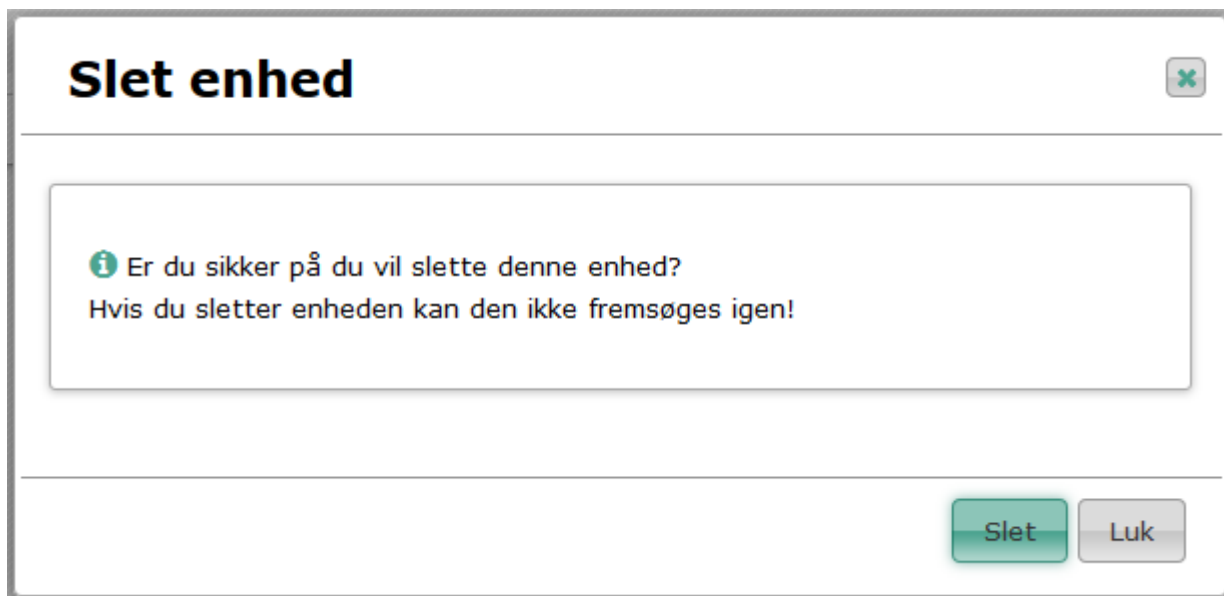 Slet enhed
Er du sikker på du vil slette denne enhed?
Hvis du sletter enheden kan den ikke fremsøges igen!
Slet
Luk